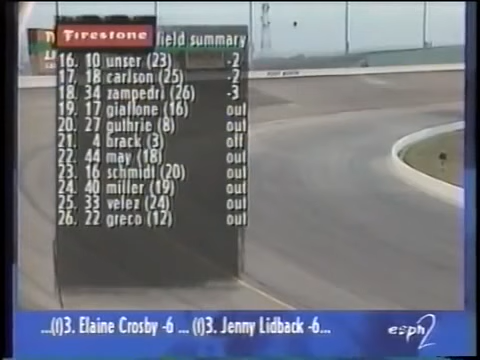 Firestone field summary
16. 10 unser (23) -2
17. 18 carlson (25) -2
18. 34 zampedri (26) -3
19. 17 giaffone (16) out
20. 27 guthrie (8) out
21. 4 brack (3) off
22. 44 may (18) out
23. 16 schmidt (20) out
24. 40 miller (19) out
25. 33 velez (24) out
26. 22 greco (12) out
...(f)3. Elaine Crosby -6 ... (f)3. Jenny Lidback -6...
espn2